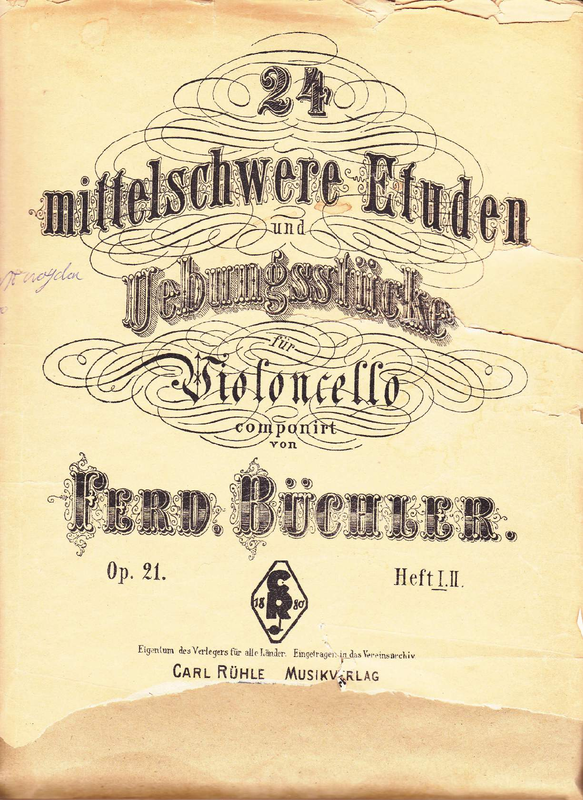 24
mittelschwere Etuden
und
Uebungsstücke
für
Violoncello
componirt
von
FERD. BÜCHLER.
Op. 21. Heft I.II.
18 CR 80
Eigentum des Verlegers für alle Länder. Eingetragen in das Vereinsarchiv
CARL RÜHLE MUSIKVERLAG